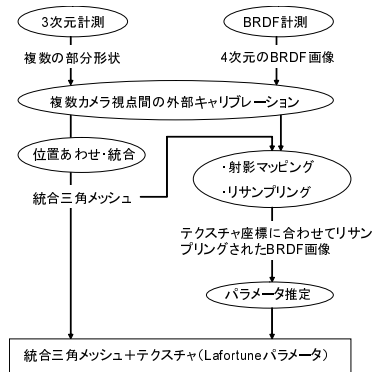 3次元計測
BRDF計測
複数の部分形状
4次元のBRDF画像
複数カメラ視点間の外部キャリブレーション
位置あわせ・統合
・射影マッピング
・リサンプリング
統合三角メッシュ
テクスチャ座標に合わせてリサン
プリングされたBRDF画像
パラメータ推定
統合三角メッシュ＋テクスチャ（Lafortuneパラメータ）